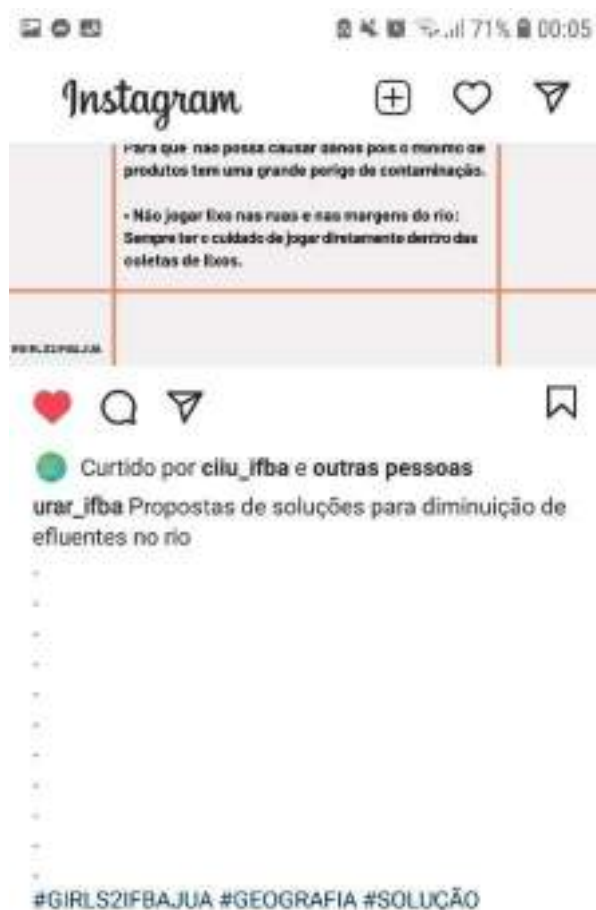 71% 00:05
Instagram
Para que não possa causar danos pois o mínimo de
produtos tem uma grande perigo de contaminação.
• Não jogar lixo nas ruas e nas margens do rio:
Sempre ter o cuidado de jogar diretamente dentro das
coletas de lixos.
#GIRLS2IFBAJUA
Curtido por ciiu_ifba e outras pessoas
urar_ifba Propostas de soluções para diminuição de
efluentes no rio
.
.
.
.
.
.
.
.
.
.
.
#GIRLS2IFBAJUA #GEOGRAFIA #SOLUCÃO